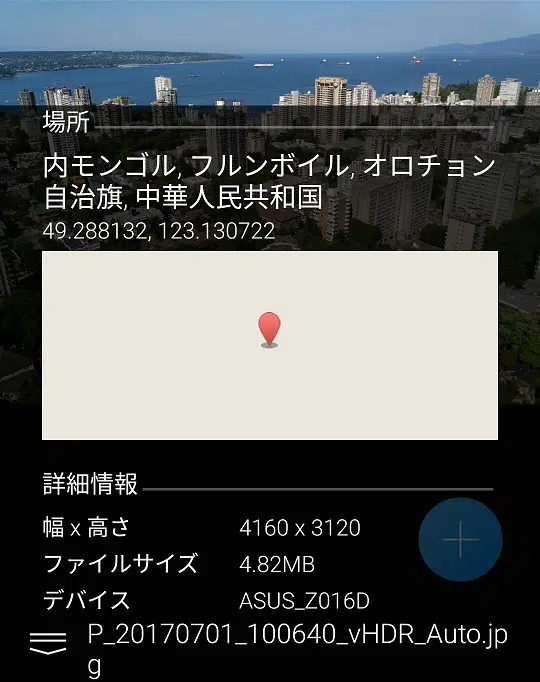 場所
内モンゴル, フルンボイル, オロチョン
自治旗, 中華人民共和国
49.288132, 123.130722
詳細情報
幅 x 高さ 4160 x 3120
ファイルサイズ 4.82MB
デバイス ASUS_Z016D
P_20170701_100640_vHDR_Auto.jp
g